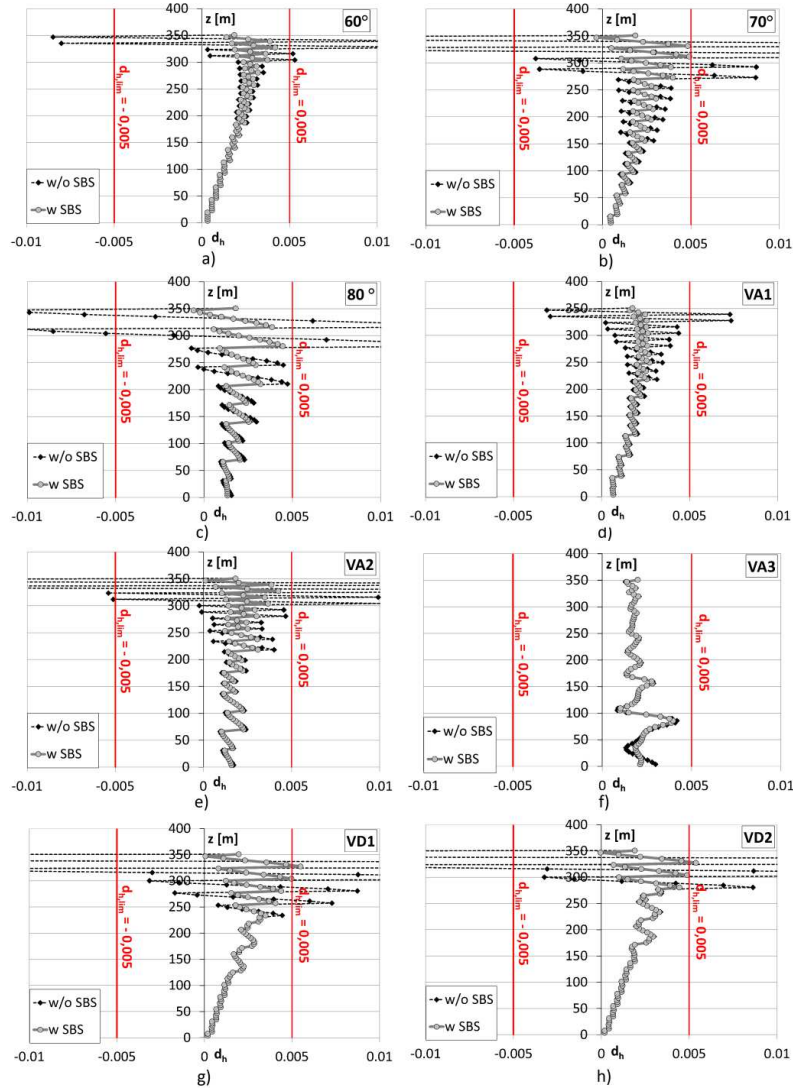 400 z [m] 60°
350
300
250
200
150
100
50
0
d_h,lim = - 0,005
d_h,lim = 0,005
w/o SBS
w SBS
-0.01 -0.005 0 d_h 0.005 0.01
a)
400 z [m] 70°
350
300
250
200
150
100
50
0
d_h,lim = - 0,005
d_h,lim = 0,005
w/o SBS
w SBS
-0.01 -0.005 0 d_h 0.005 0.01
b)
400 z [m] 80 °
350
300
250
200
150
100
50
0
d_h,lim = - 0,005
d_h,lim = 0,005
w/o SBS
w SBS
-0.01 -0.005 0 d_h 0.005 0.01
c)
400 z [m] VA1
350
300
250
200
150
100
50
0
d_h,lim = - 0,005
d_h,lim = 0,005
w/o SBS
w SBS
-0.01 -0.005 0 d_h 0.005 0.01
d)
400 z [m] VA2
350
300
250
200
150
100
50
0
d_h,lim = - 0,005
d_h,lim = 0,005
w/o SBS
w SBS
-0.01 -0.005 0 d_h 0.005 0.01
e)
400 z [m] VA3
350
300
250
200
150
100
50
0
d_h,lim = - 0,005
d_h,lim = 0,005
w/o SBS
w SBS
-0.01 -0.005 0 d_h 0.005 0.01
f)
400 z [m] VD1
350
300
250
200
150
100
50
0
d_h,lim = - 0,005
d_h,lim = 0,005
w/o SBS
w SBS
-0.01 -0.005 0 d_h 0.005 0.01
g)
400 z [m] VD2
350
300
250
200
150
100
50
0
d_h,lim = - 0,005
d_h,lim = 0,005
w/o SBS
w SBS
-0.01 -0.005 0 d_h 0.005 0.01
h)